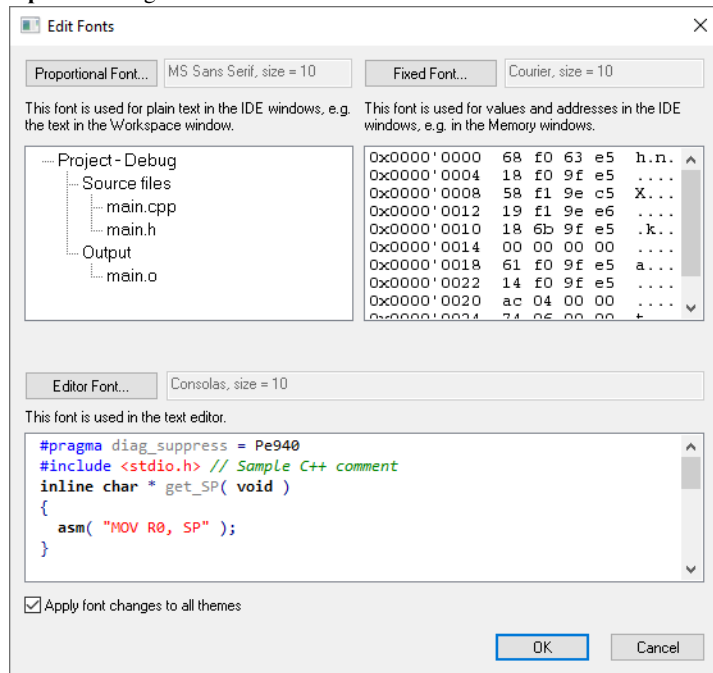 Edit Fonts
Proportional Font... MS Sans Serif, size = 10
Fixed Font... Courier, size = 10
This font is used for plain text in the IDE windows, e.g.
the text in the Workspace window.
This font is used for values and addresses in the IDE
windows, e.g. in the Memory windows.
Project - Debug
Source files
main.cpp
main.h
Output
main.o
0x0000'0000 68 f0 63 e5 h.n.
0x0000'0004 18 f0 9f e5 ....
0x0000'0008 58 f1 9e c5 X...
0x0000'0012 19 f1 9e e6 ....
0x0000'0010 18 6b 9f e5 .k..
0x0000'0014 00 00 00 00 ....
0x0000'0018 61 f0 9f e5 a...
0x0000'0022 14 f0 9f e5 ....
0x0000'0020 ac 04 00 00 ....
Editor Font... Consolas, size = 10
This font is used in the text editor.
#pragma diag_suppress = Pe940
#include <stdio.h> // Sample C++ comment
inline char * get_SP( void )
{
asm( "MOV R0, SP" );
}
Apply font changes to all themes
OK Cancel